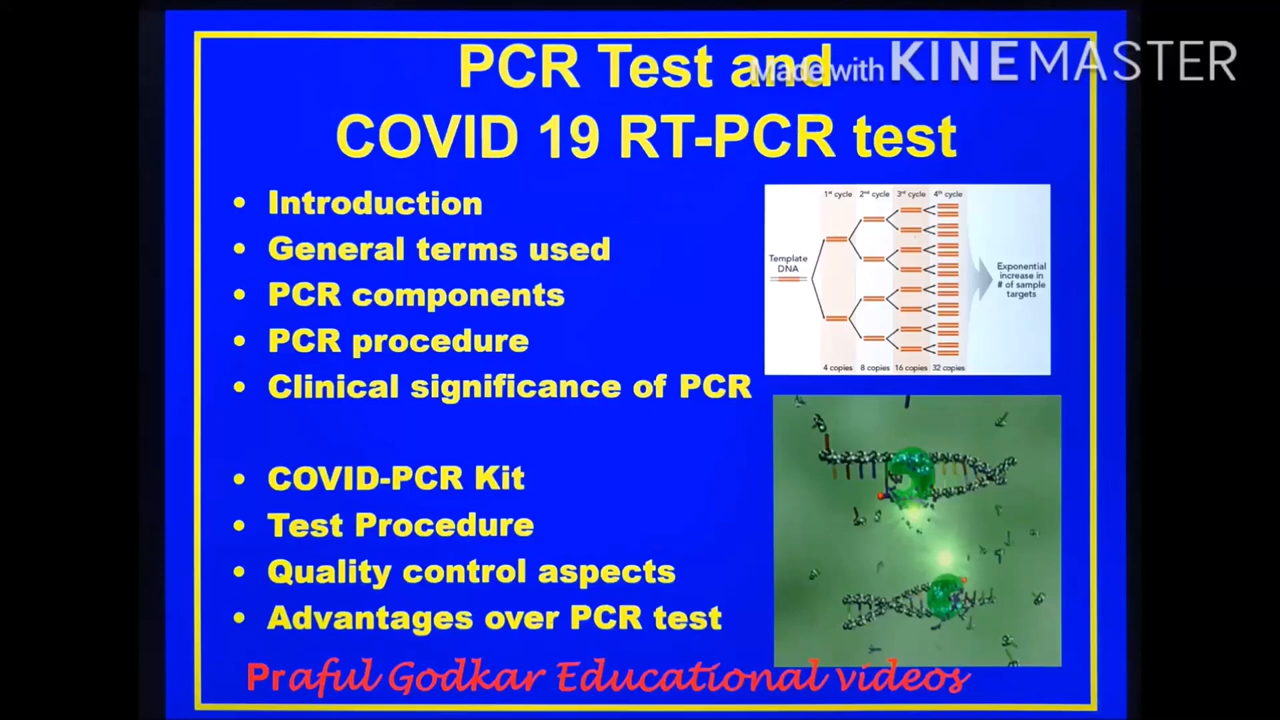 PCR Test and
Made with KINEMASTER
COVID 19 RT-PCR test
• Introduction
• General terms used
• PCR components
• PCR procedure
• Clinical significance of PCR
1st cycle 2nd cycle 3rd cycle 4th cycle
Template
DNA
Exponential
increase in
# of sample
targets
4 copies 8 copies 16 copies 32 copies
• COVID-PCR Kit
• Test Procedure
• Quality control aspects
• Advantages over PCR test
Praful Godkar Educational videos